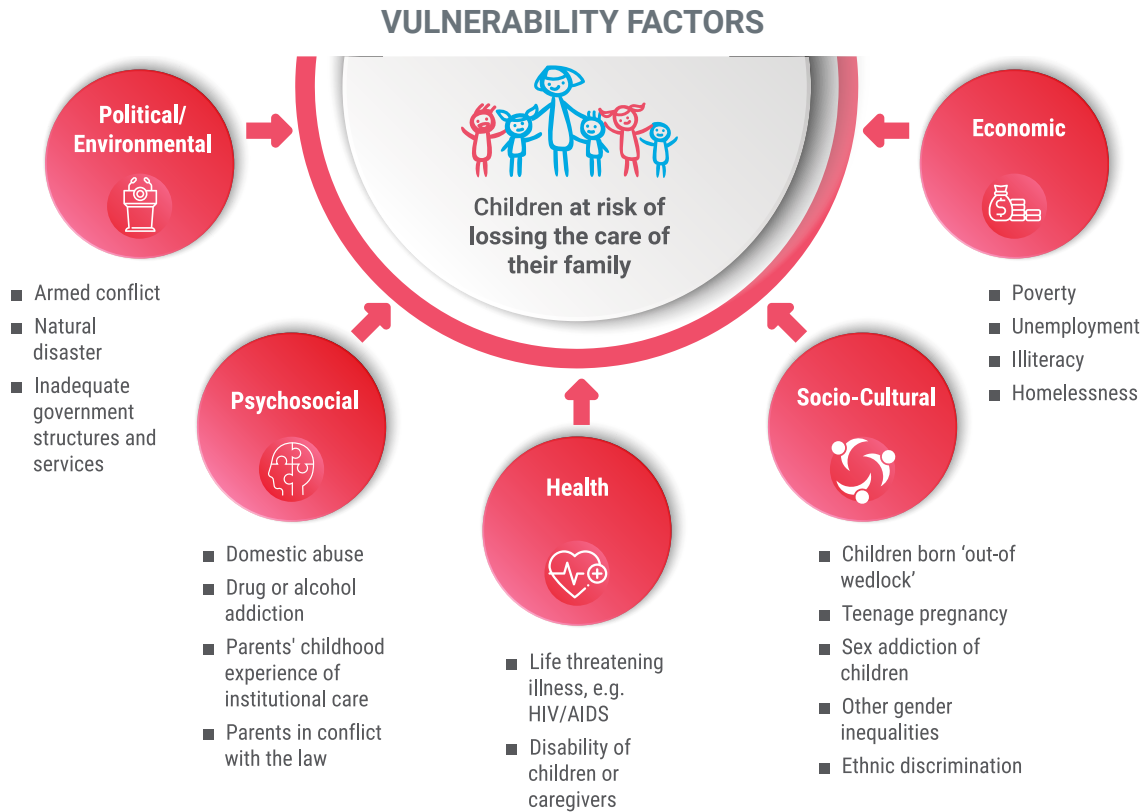 VULNERABILITY FACTORS
Political/
Environmental
Armed conflict
Natural
disaster
Inadequate
government
structures and
services
Psychosocial
Domestic abuse
Drug or alcohol
addiction
Parents' childhood
experience of
institutional care
Parents in conflict
with the law
Children at risk of
lossing the care of
their family
Health
Life threatening
illness, e.g.
HIV/AIDS
Disability of
children or
caregivers
Socio-Cultural
Children born ‘out-of
wedlock’
Teenage pregnancy
Sex addiction of
children
Other gender
inequalities
Ethnic discrimination
Economic
Poverty
Unemployment
Illiteracy
Homelessness